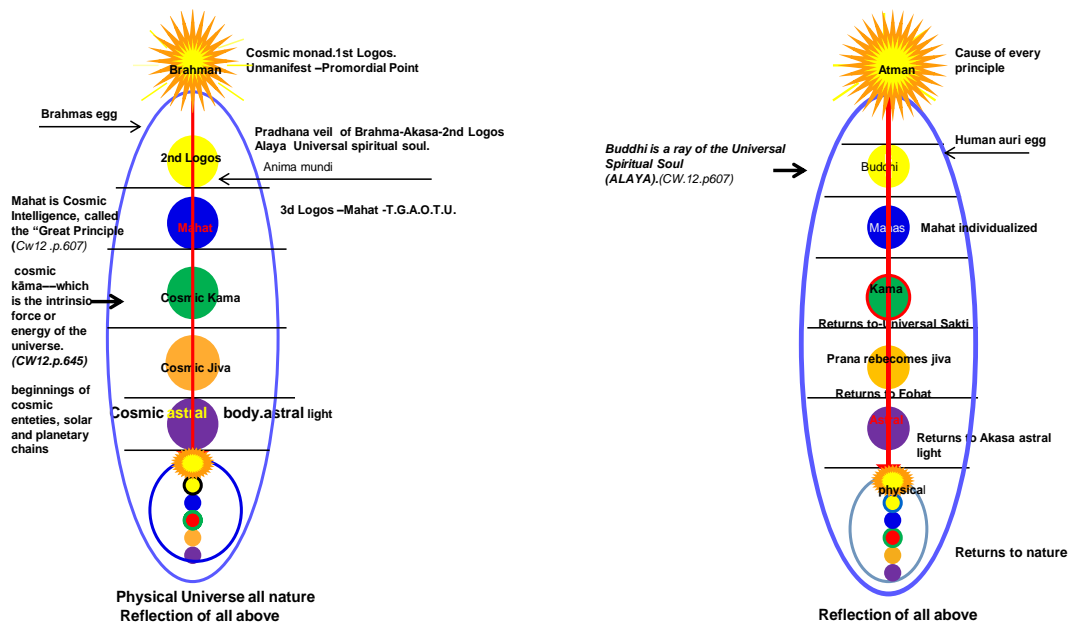 Brahman
Cosmic monad.1st Logos.
Unmanifest –Promordial Point
Brahmas egg
Pradhana veil of Brahma-Akasa-2nd Logos
Alaya Universal spiritual soul.
2nd Logos
Anima mundi
Mahat is Cosmic
Intelligence, called
the “Great Principle
(Cw12 .p.607)
3d Logos –Mahat -T.G.A.O.T.U.
Mahat
cosmic
kāma—which
is the intrinsic
force or
energy of the
universe.
(CW12.p.645)
Cosmic Kama
Cosmic Jiva
beginnings of
cosmic
enteties, solar
and planetary
chains
Cosmic astral body.astral light
Physical Universe all nature
Reflection of all above
Atman
Cause of every
principle
Human auri egg
Buddhi is a ray of the Universal
Spiritual Soul
(ALAYA).(CW.12.p607)
Buddhi
Manas
Mahat individualized
Kama
Returns to-Universal Sakti
Prana rebecomes jiva
Returns to Fohat
Returns to Akasa astral
light
physical
Returns to nature
Reflection of all above